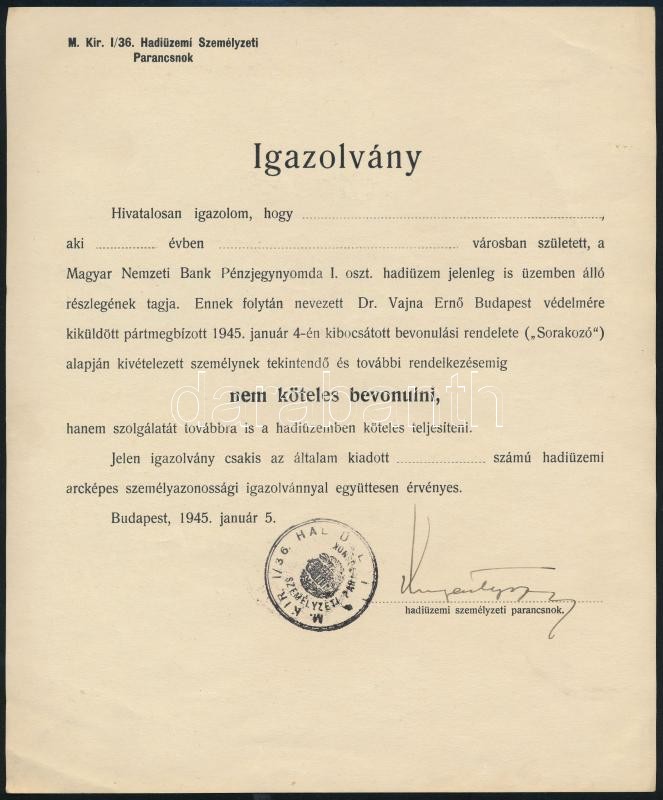 M. Kir. I/36. Hadiüzemi Személyzeti
Parancsnok
Igazolvány
Hivatalosan igazolom, hogy ........................................,
aki ............... évben ........................................ városban született, a
Magyar Nemzeti Bank Pénzjegynyomda I. oszt. hadiüzem jelenleg is üzemben álló
részlegének tagja. Ennek folytán nevezett Dr. Vajna Ernő Budapest védelmére
kiküldött pártmegbízott 1945. január 4-én kibocsátott bevonulási rendelete („Sorakozó“)
alapján kivételezett személynek tekintendő és további rendelkezésemig
nem köteles bevonulni,
hanem szolgálatát továbbra is a hadiüzemben köteles teljesíteni.
Jelen igazolvány csakis az általam kiadott .................... számú hadiüzemi
arcképes személyazonossági igazolvánnyal együttesen érvényes.
Budapest, 1945. január 5.
M. KIR. I/36.
SZEMÉLYZETI
hadiüzemi személyzeti parancsnok.
darabanth